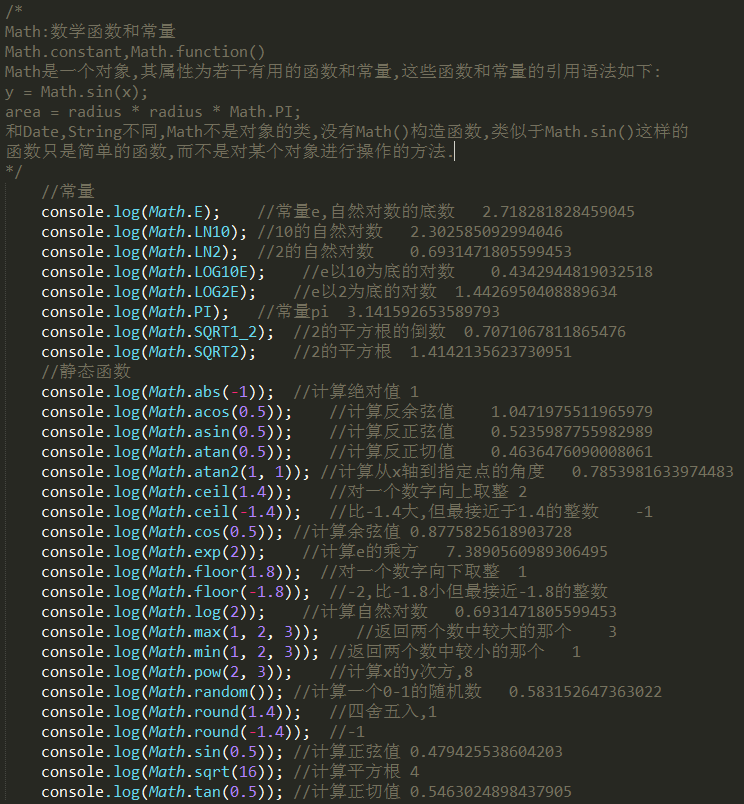 /*
Math:数学函数和常量
Math.constant,Math.function()
Math是一个对象,其属性为若干有用的函数和常量,这些函数和常量的引用语法如下:
y = Math.sin(x);
area = radius * radius * Math.PI;
和Date,String不同,Math不是对象的类,没有Math()构造函数,类似于Math.sin()这样的
函数只是简单的函数,而不是对某个对象进行操作的方法.
*/
//常量
console.log(Math.E); //常量e,自然对数的底数 2.718281828459045
console.log(Math.LN10); //10的自然对数 2.302585092994046
console.log(Math.LN2); //2的自然对数 0.6931471805599453
console.log(Math.LOG10E); //e以10为底的对数 0.4342944819032518
console.log(Math.LOG2E); //e以2为底的对数 1.4426950408889634
console.log(Math.PI); //常量pi 3.141592653589793
console.log(Math.SQRT1_2); //2的平方根的倒数 0.7071067811865476
console.log(Math.SQRT2); //2的平方根 1.4142135623730951
//静态函数
console.log(Math.abs(-1)); //计算绝对值 1
console.log(Math.acos(0.5)); //计算反余弦值 1.0471975511965979
console.log(Math.asin(0.5)); //计算反正弦值 0.5235987755982989
console.log(Math.atan(0.5)); //计算反正切值 0.4636476090008061
console.log(Math.atan2(1, 1)); //计算从x轴到指定点的角度 0.7853981633974483
console.log(Math.ceil(1.4)); //对一个数字向上取整 2
console.log(Math.ceil(-1.4)); //比-1.4大,但最接近于1.4的整数 -1
console.log(Math.cos(0.5)); //计算余弦值 0.8775825618903728
console.log(Math.exp(2)); //计算e的乘方 7.3890560989306495
console.log(Math.floor(1.8)); //对一个数字向下取整 1
console.log(Math.floor(-1.8)); //-2,比-1.8小但最接近-1.8的整数
console.log(Math.log(2)); //计算自然对数 0.6931471805599453
console.log(Math.max(1, 2, 3)); //返回两个数中较大的那个 3
console.log(Math.min(1, 2, 3)); //返回两个数中较小的那个 1
console.log(Math.pow(2, 3)); //计算x的y次方,8
console.log(Math.random()); //计算一个0-1的随机数 0.583152647363022
console.log(Math.round(1.4)); //四舍五入,1
console.log(Math.round(-1.4)); //-1
console.log(Math.sin(0.5)); //计算正弦值 0.479425538604203
console.log(Math.sqrt(16)); //计算平方根 4
console.log(Math.tan(0.5)); //计算正切值 0.5463024898437905